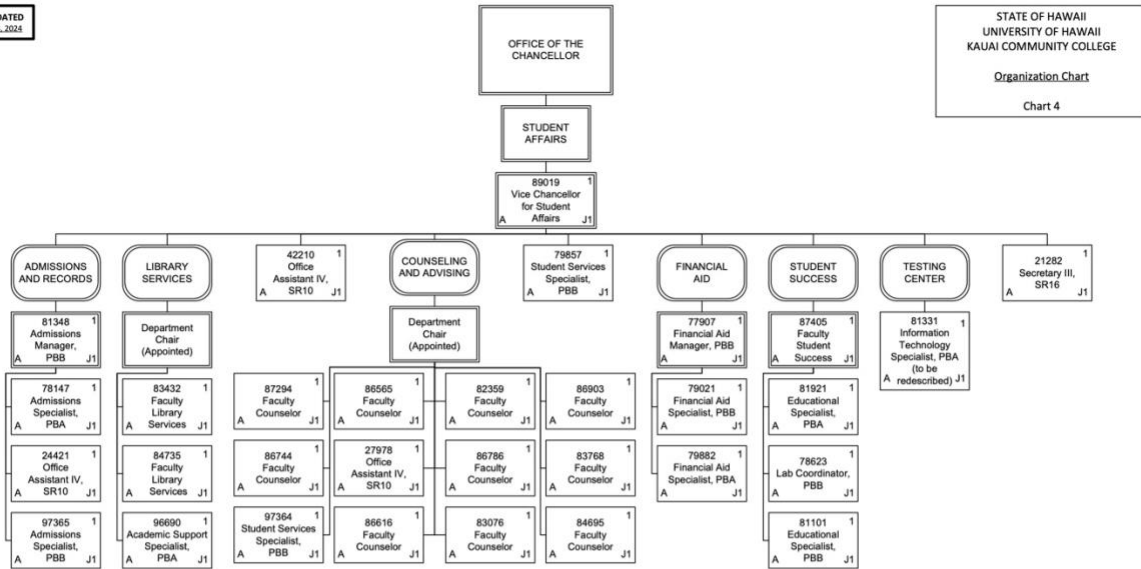 DATED
, 2024
STATE OF HAWAII
UNIVERSITY OF HAWAII
KAUAI COMMUNITY COLLEGE
Organization Chart
Chart 4
OFFICE OF THE
CHANCELLOR
STUDENT
AFFAIRS
89019 1
Vice Chancellor
for Student
A Affairs J1
ADMISSIONS
AND RECORDS
LIBRARY
SERVICES
42210 1
Office
Assistant IV,
A SR10 J1
COUNSELING
AND ADVISING
79857 1
Student Services
Specialist,
A PBB J1
FINANCIAL
AID
STUDENT
SUCCESS
TESTING
CENTER
21282 1
Secretary III,
A SR16 J1
81348 1
Admissions
Manager,
A PBB J1
Department
Chair
(Appointed)
Department
Chair
(Appointed)
77907 1
Financial Aid
Manager, PBB
A J1
87405 1
Faculty
Student
A Success J1
81331 1
Information
Technology
Specialist, PBA
(to be
A redescribed) J1
78147 1
Admissions
Specialist,
A PBA J1
83432 1
Faculty
Library
A Services J1
87294 1
Faculty
Counselor
A J1
86565 1
Faculty
Counselor
A J1
82359 1
Faculty
Counselor
A J1
86903 1
Faculty
Counselor
A J1
79021 1
Financial Aid
Specialist, PBB
A J1
81921 1
Educational
Specialist,
A PBA J1
24421 1
Office
Assistant IV,
A SR10 J1
84735 1
Faculty
Library
A Services J1
86744 1
Faculty
Counselor
A J1
27978 1
Office
Assistant IV,
A SR10 J1
86786 1
Faculty
Counselor
A J1
83768 1
Faculty
Counselor
A J1
79882 1
Financial Aid
Specialist, PBA
A J1
78623 1
Lab Coordinator,
PBB
A J1
97365 1
Admissions
Specialist,
A PBB J1
96690 1
Academic Support
Specialist,
A PBA J1
97364 1
Student Services
Specialist,
A PBB J1
86616 1
Faculty
Counselor
A J1
83076 1
Faculty
Counselor
A J1
84695 1
Faculty
Counselor
A J1
81101 1
Educational
Specialist,
A PBB J1